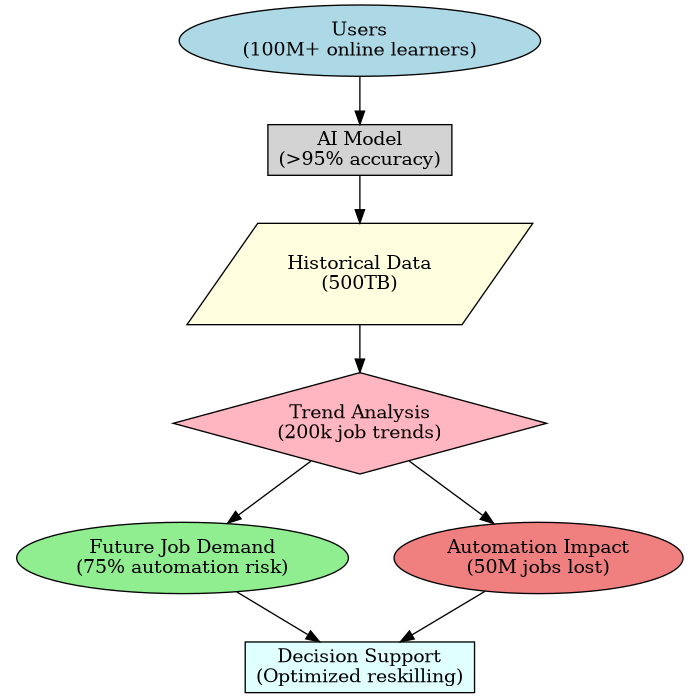 Users
(100M+ online learners)
AI Model
(>95% accuracy)
Historical Data
(500TB)
Trend Analysis
(200k job trends)
Future Job Demand
(75% automation risk)
Automation Impact
(50M jobs lost)
Decision Support
(Optimized reskilling)